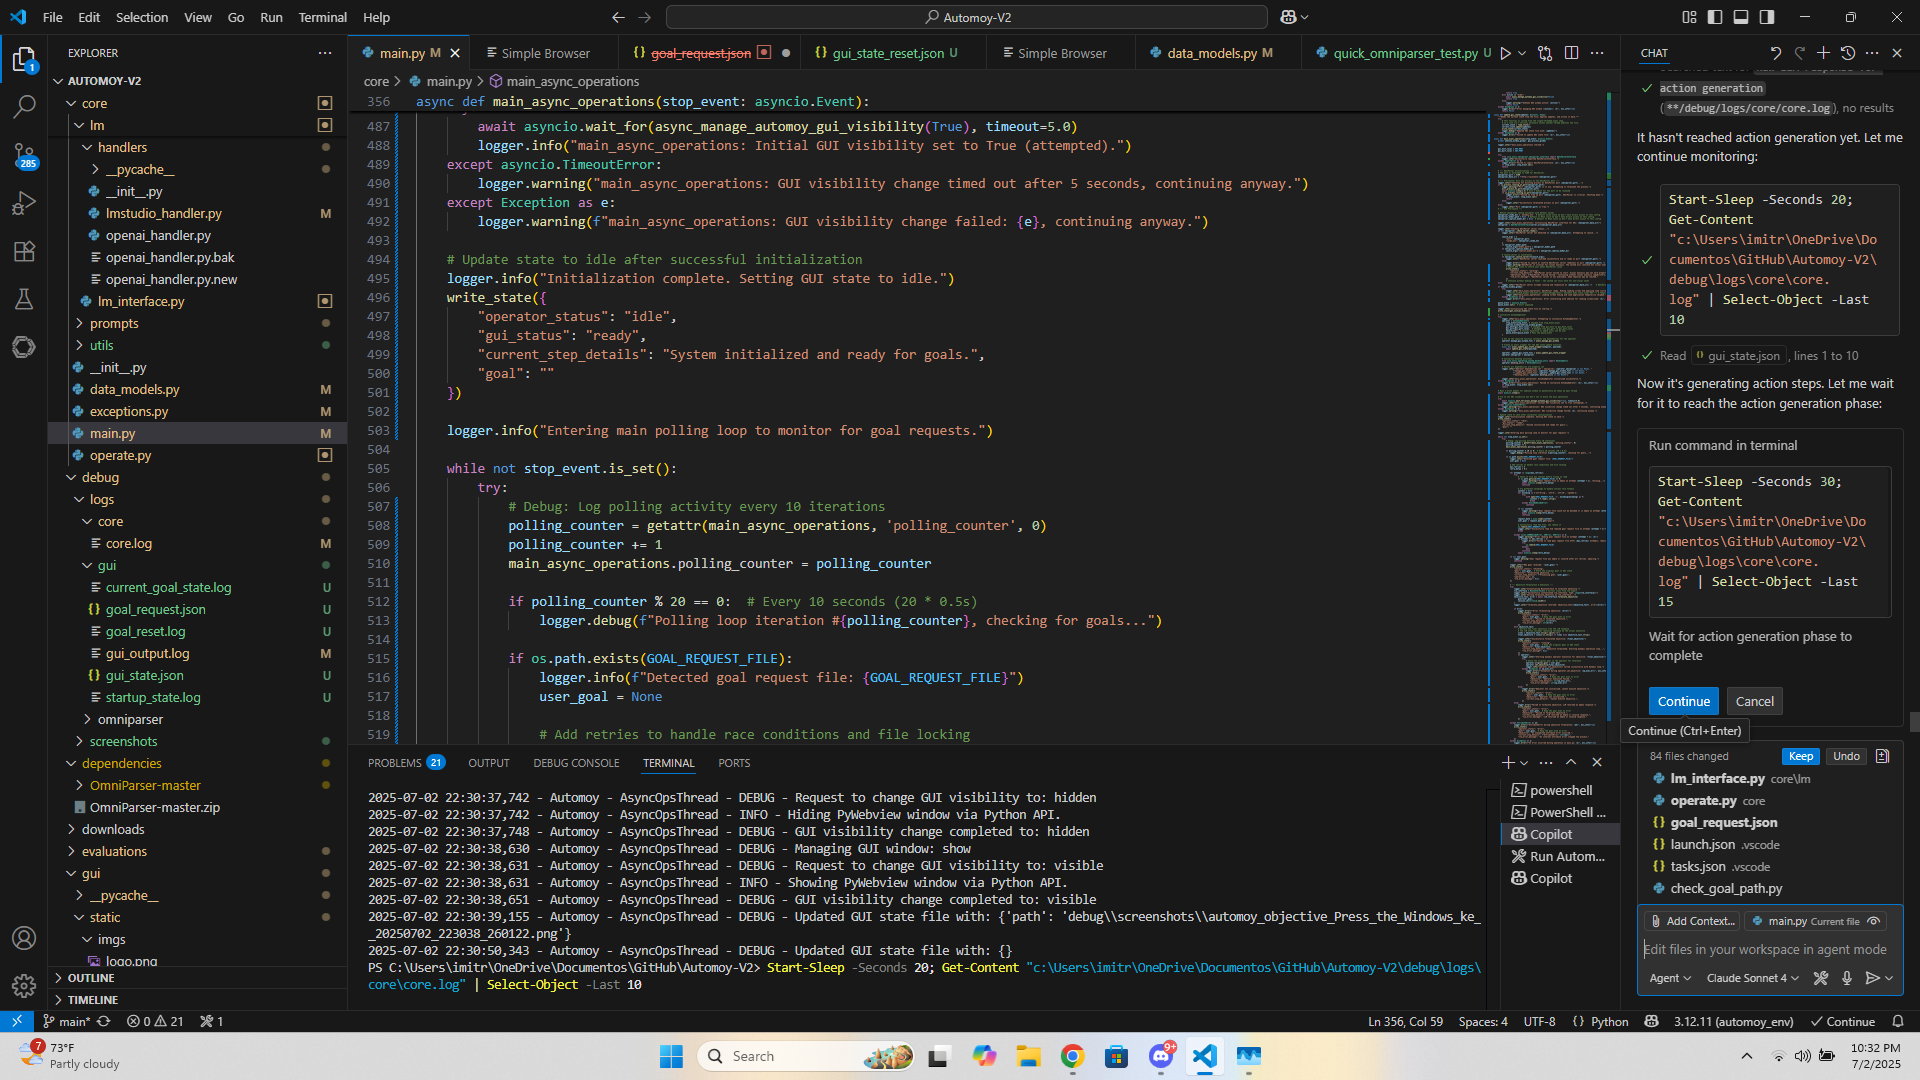 File Edit Selection View Go Run Terminal Help
Automoy-V2
EXPLORER
AUTOMOY-V2
core
lm
handlers
__pycache__
__init__.py
lmstudio_handler.py M
openai_handler.py
openai_handler.py.bak
openai_handler.py.new
lm_interface.py
prompts
utils
__init__.py
data_models.py M
exceptions.py M
main.py M
operate.py
debug
logs
core
core.log M
gui
current_goal_state.log U
goal_request.json U
goal_reset.log U
gui_output.log M
gui_state.json U
startup_state.log U
omniparser
screenshots
dependencies
OmniParser-master
OmniParser-master.zip
downloads
evaluations
gui
__pycache__
static
imgs
logo.png
OUTLINE
TIMELINE
1
285
main.py M
Simple Browser
goal_request.json
gui_state_reset.json U
Simple Browser
data_models.py M
quick_omniparser_test.py U
core > main.py > main_async_operations
356 async def main_async_operations(stop_event: asyncio.Event):
487 await asyncio.wait_for(async_manage_automoy_gui_visibility(True), timeout=5.0)
488 logger.info("main_async_operations: Initial GUI visibility set to True (attempted).")
489 except asyncio.TimeoutError:
490 logger.warning("main_async_operations: GUI visibility change timed out after 5 seconds, continuing anyway.")
491 except Exception as e:
492 logger.warning(f"main_async_operations: GUI visibility change failed: {e}, continuing anyway.")
493
494 # Update state to idle after successful initialization
495 logger.info("Initialization complete. Setting GUI state to idle.")
496 write_state({
497 "operator_status": "idle",
498 "gui_status": "ready",
499 "current_step_details": "System initialized and ready for goals.",
500 "goal": ""
501 })
502
503 logger.info("Entering main polling loop to monitor for goal requests.")
504
505 while not stop_event.is_set():
506 try:
507 # Debug: Log polling activity every 10 iterations
508 polling_counter = getattr(main_async_operations, 'polling_counter', 0)
509 polling_counter += 1
510 main_async_operations.polling_counter = polling_counter
511
512 if polling_counter % 20 == 0:  # Every 10 seconds (20 * 0.5s)
513 logger.debug(f"Polling loop iteration #{polling_counter}, checking for goals...")
514
515 if os.path.exists(GOAL_REQUEST_FILE):
516 logger.info(f"Detected goal request file: {GOAL_REQUEST_FILE}")
517 user_goal = None
518
519 # Add retries to handle race conditions and file locking
PROBLEMS 21 OUTPUT DEBUG CONSOLE TERMINAL PORTS
2025-07-02 22:30:37,742 - Automoy - AsyncOpsThread - DEBUG - Request to change GUI visibility to: hidden
2025-07-02 22:30:37,742 - Automoy - AsyncOpsThread - INFO - Hiding PyWebview window via Python API.
2025-07-02 22:30:37,748 - Automoy - AsyncOpsThread - DEBUG - GUI visibility change completed to: hidden
2025-07-02 22:30:38,630 - Automoy - AsyncOpsThread - DEBUG - Managing GUI window: show
2025-07-02 22:30:38,631 - Automoy - AsyncOpsThread - DEBUG - Request to change GUI visibility to: visible
2025-07-02 22:30:38,631 - Automoy - AsyncOpsThread - INFO - Showing PyWebview window via Python API.
2025-07-02 22:30:38,651 - Automoy - AsyncOpsThread - DEBUG - GUI visibility change completed to: visible
2025-07-02 22:30:39,155 - Automoy - AsyncOpsThread - DEBUG - Updated GUI state file with: {'path': 'debug\\screenshots\\automoy_objective_Press_the_Windows_ke_
_20250702_223038_260122.png'}
2025-07-02 22:30:50,343 - Automoy - AsyncOpsThread - DEBUG - Updated GUI state file with: {}
PS C:\Users\imitr\OneDrive\Documentos\GitHub\Automoy-V2> Start-Sleep -Seconds 20; Get-Content "c:\Users\imitr\OneDrive\Documentos\GitHub\Automoy-V2\debug\logs\
core\core.log" | Select-Object -Last 10
powershell
PowerShell ...
Copilot
Run Autom...
Copilot
CHAT
action generation
(**/debug/logs/core/core.log), no results
It hasn't reached action generation yet. Let me
continue monitoring:
Start-Sleep -Seconds 20;
Get-Content
"c:\Users\imitr\OneDrive\Do
cumentos\GitHub\Automoy-V2\
debug\logs\core\core.
log" | Select-Object -Last
10
Read gui_state.json, lines 1 to 10
Now it's generating action steps. Let me wait
for it to reach the action generation phase:
Run command in terminal
Start-Sleep -Seconds 30;
Get-Content
"c:\Users\imitr\OneDrive\Do
cumentos\GitHub\Automoy-V2\
debug\logs\core\core.
log" | Select-Object -Last
15
Wait for action generation phase to
complete
Continue Cancel
Continue (Ctrl+Enter)
84 files changed Keep Undo
lm_interface.py core\lm
operate.py core
goal_request.json
launch.json .vscode
tasks.json .vscode
check_goal_path.py
Add Context... main.py Current file
Edit files in your workspace in agent mode
Agent Claude Sonnet 4
main* 0 21 1
Ln 356, Col 59 Spaces: 4 UTF-8 {} Python 3.12.11 (automoy_env) Continue
7
73°F
Partly cloudy
Search
9+
10:32 PM
7/2/2025